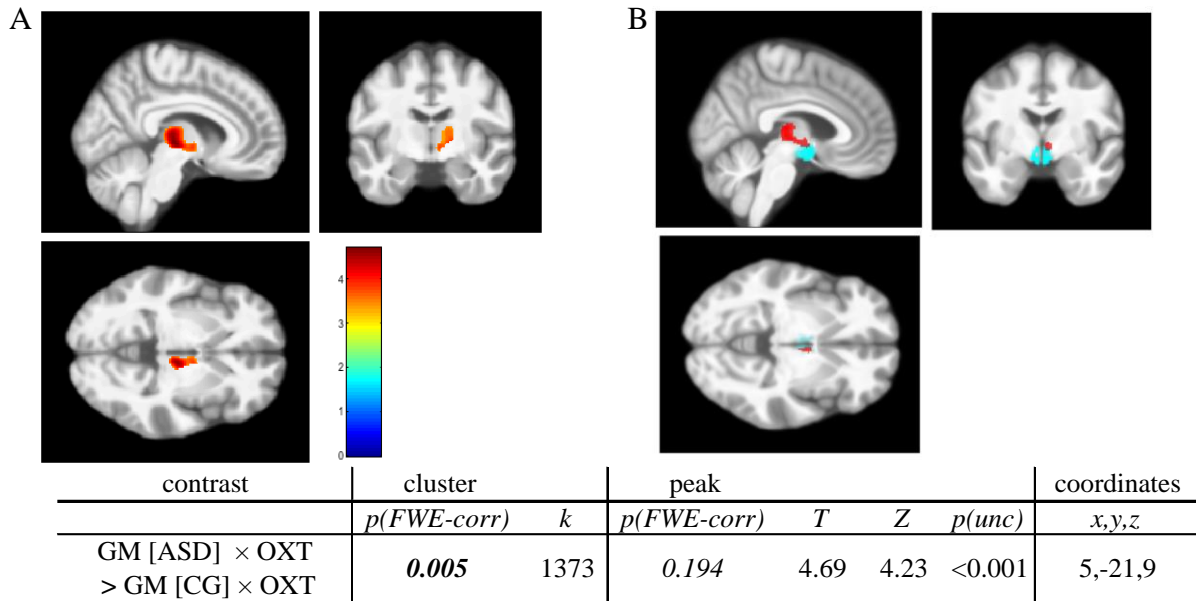 A B
4
3
2
1
0
contrast cluster peak coordinates
p(FWE-corr) k p(FWE-corr) T Z p(unc) x,y,z
GM [ASD] × OXT
> GM [CG] × OXT 0.005 1373 0.194 4.69 4.23 <0.001 5,-21,9